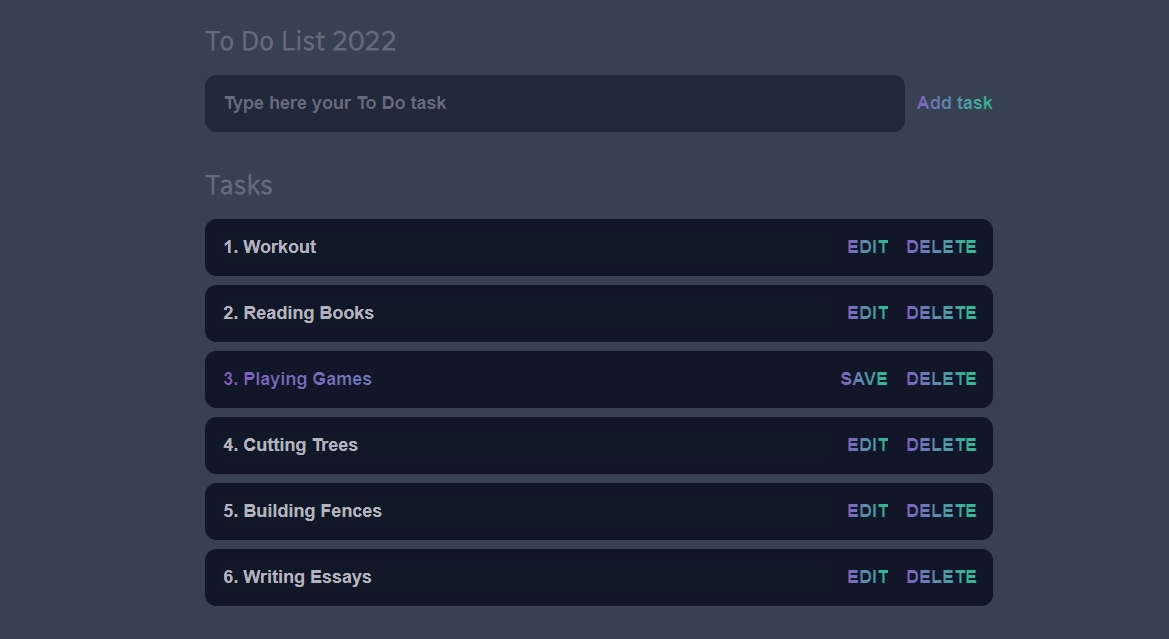 To Do List 2022
Type here your To Do task Add task
Tasks
1. Workout EDIT DELETE
2. Reading Books EDIT DELETE
3. Playing Games SAVE DELETE
4. Cutting Trees EDIT DELETE
5. Building Fences EDIT DELETE
6. Writing Essays EDIT DELETE